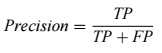 Precision = TP / TP + FP